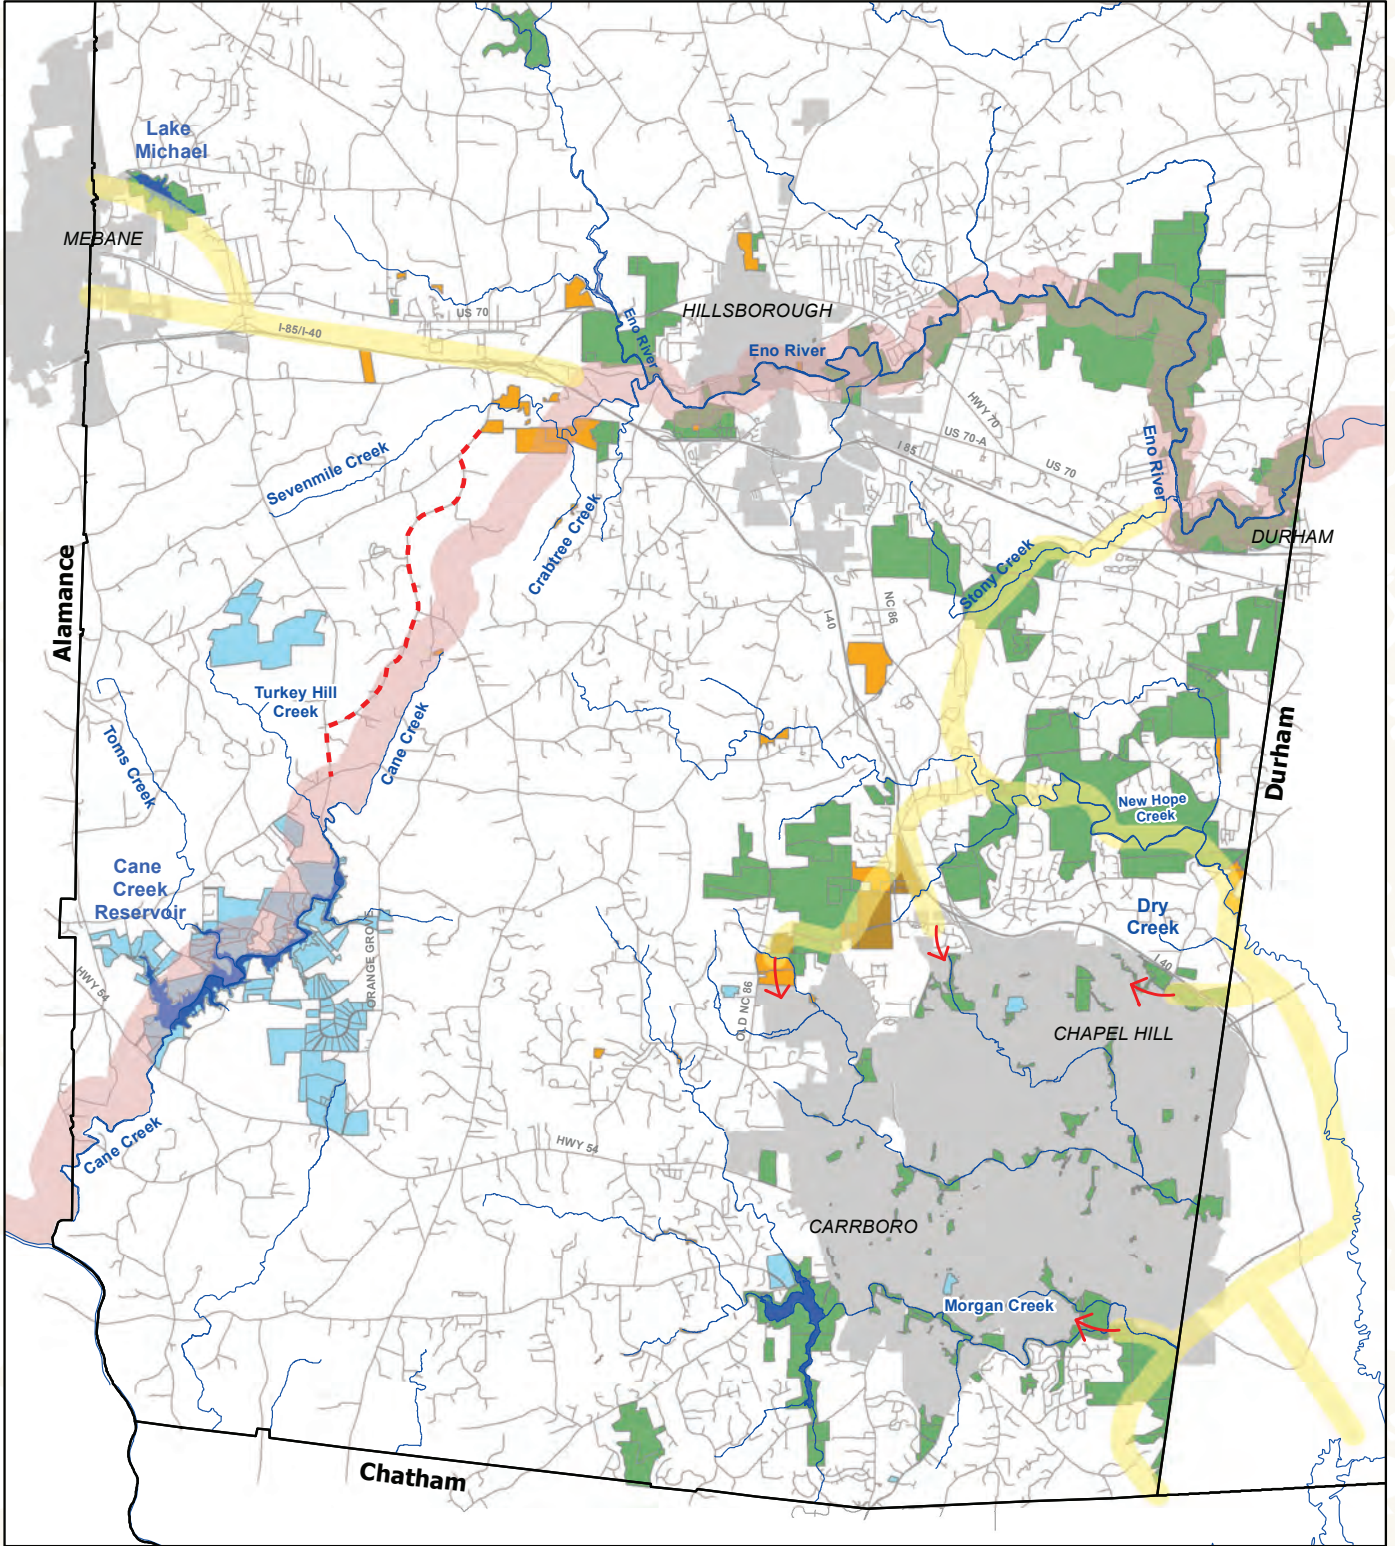 Lake
Michael
MEBANE
HILLSBOROUGH
US 70
Eno River
I-85/I-40
Eno River
HWY 70
US 70-A
I 85
US 70
Eno River
Sevenmile Creek
Crabtree Creek
DURHAM
Stony Creek
Alamance
I-40
NC 86
Turkey Hill
Creek
Cane Creek
Toms Creek
Durham
New Hope
Creek
Cane
Creek
Reservoir
Dry
Creek
ORANGE GROVE
HWY 54
I 40
OLD NC 86
CHAPEL HILL
Cane Creek
HWY 54
CARRBORO
Morgan Creek
Chatham